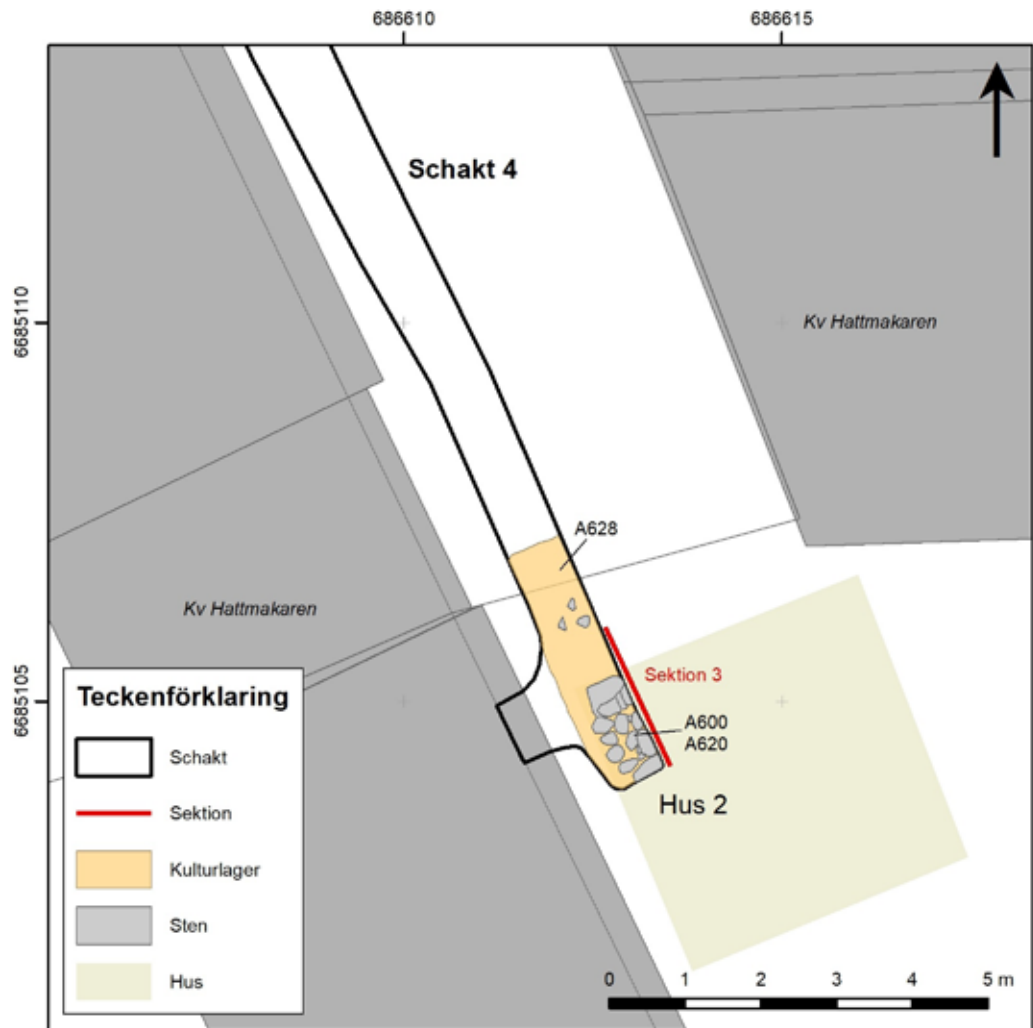 686610
686615
Schakt 4
6685110
Kv Hattmakaren
A628
Kv Hattmakaren
Sektion 3
6685105
A600
A620
Hus 2
Teckenförklaring
Schakt
Sektion
Kulturlager
Sten
Hus
0 1 2 3 4 5 m